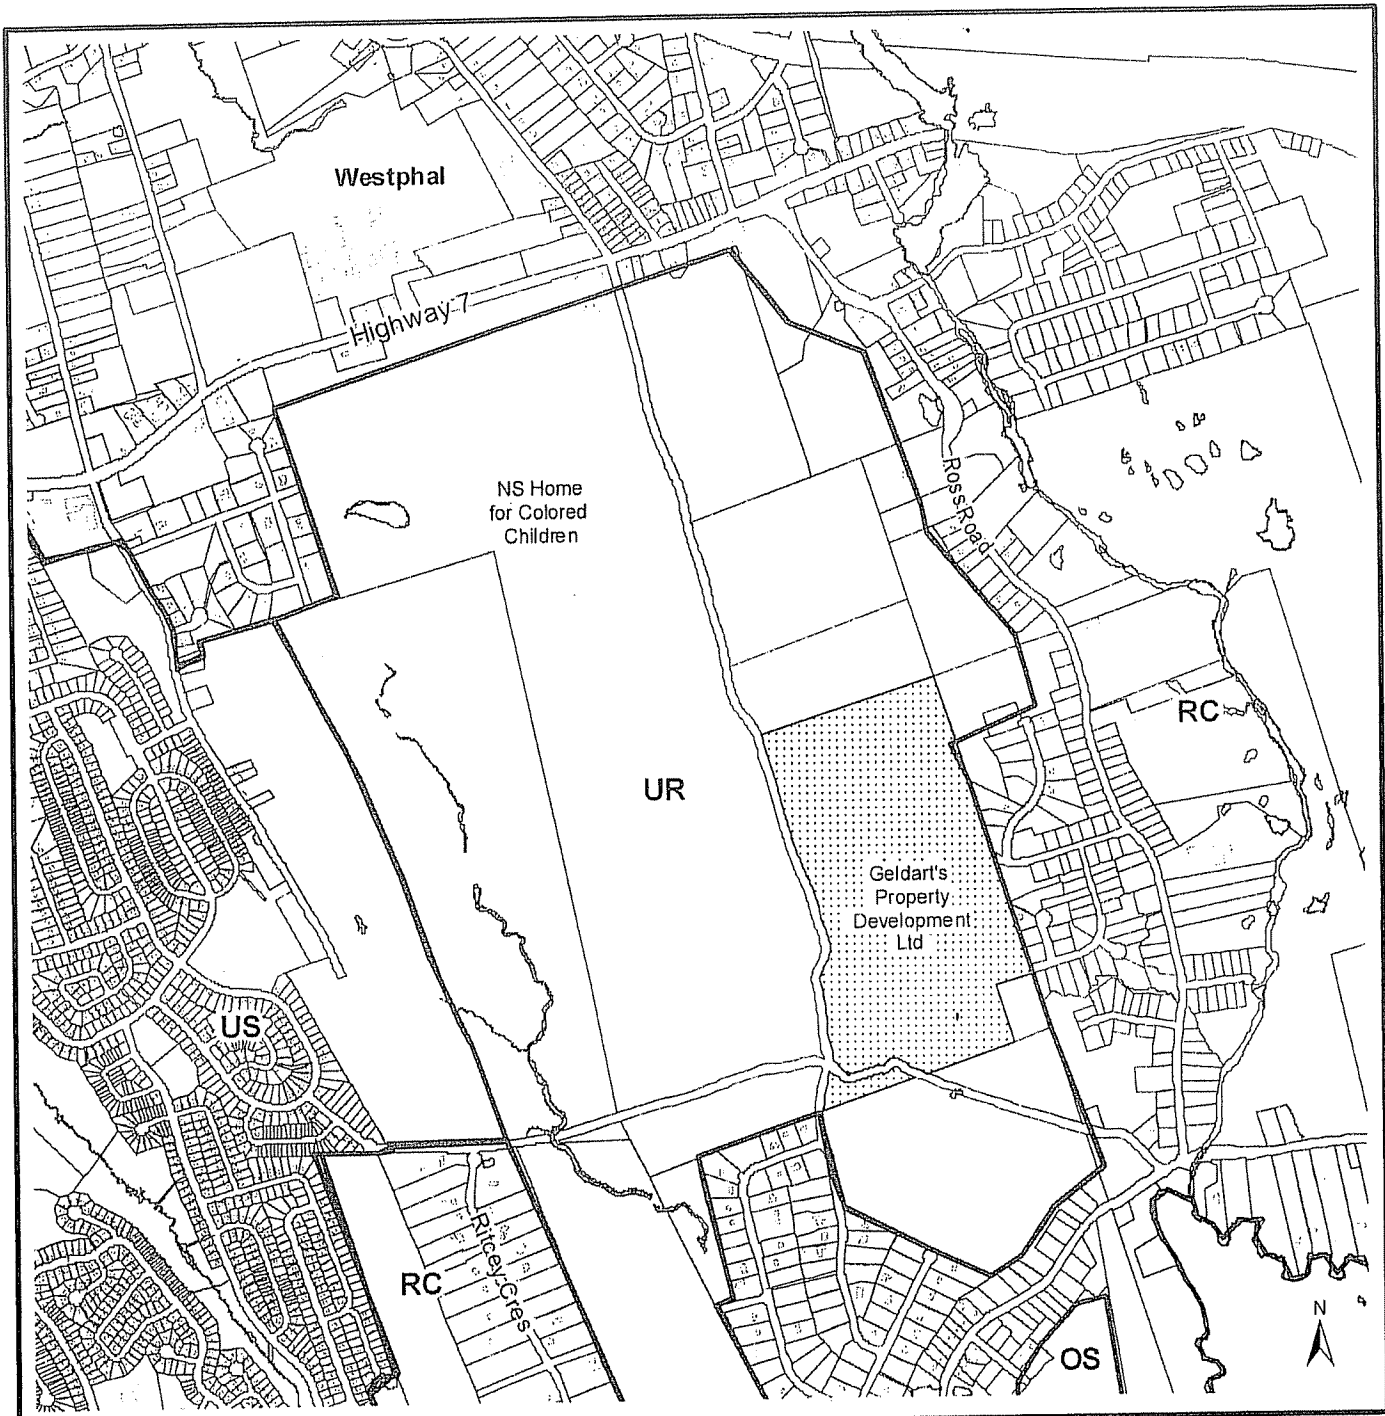 Westphal
Highway 7
NS Home
for Colored
Children
Ross Road
RC
UR
Geldart's
Property
Development
Ltd
US
RC
Ritcey Cres
OS
N